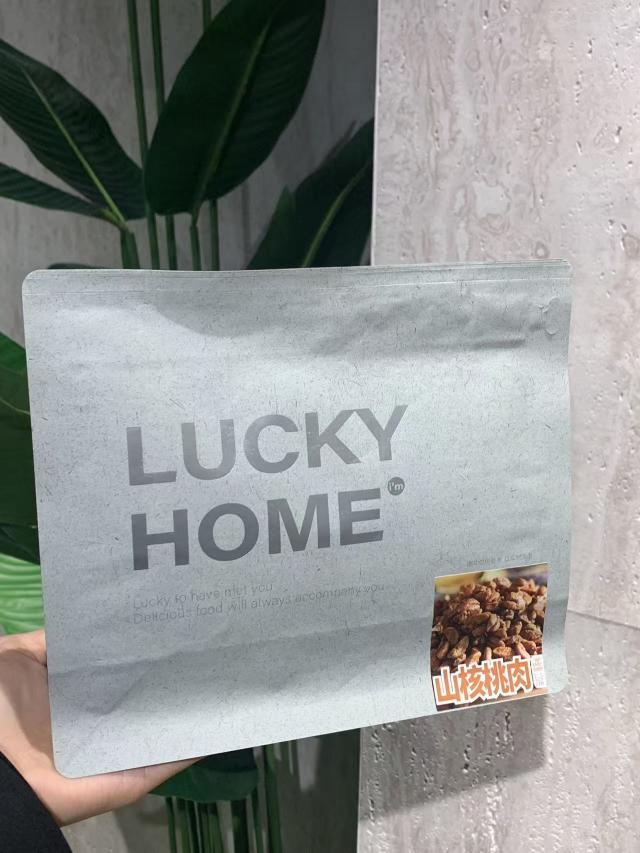 LUCKY
HOME
i'm
Lucky to have met you
Delicious food will always accompany you
山核桃肉